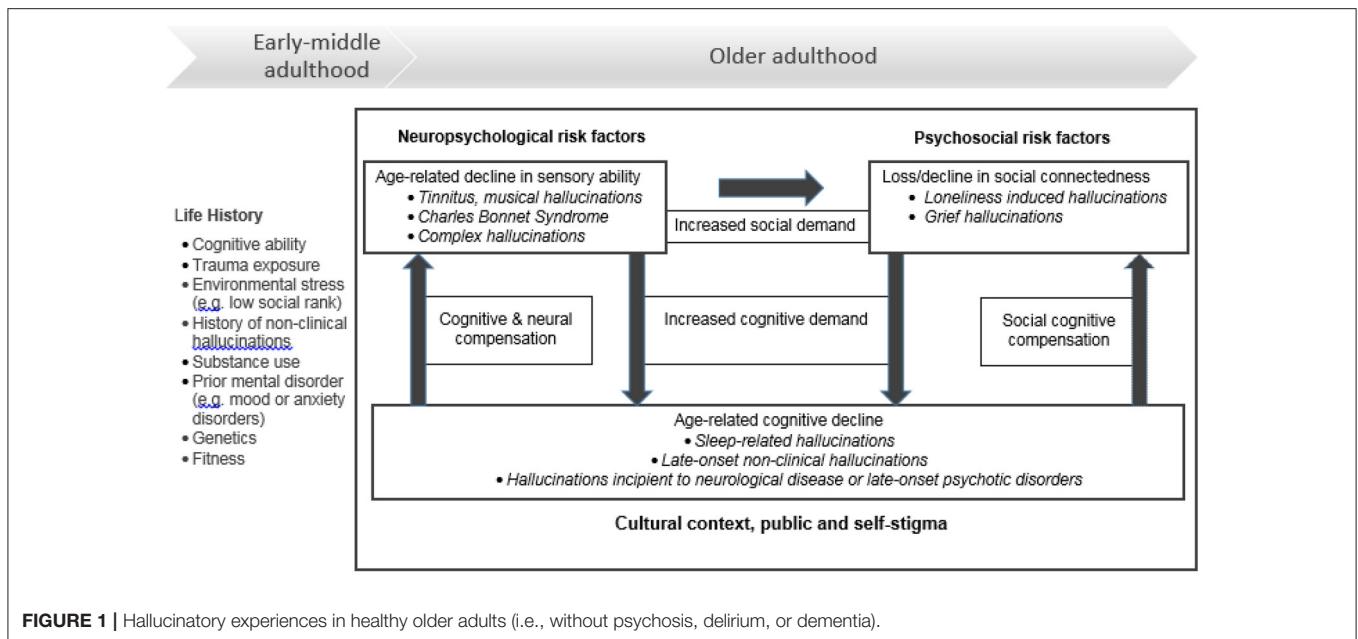 Early-middle
adulthood
Older adulthood
Life History
• Cognitive ability
• Trauma exposure
• Environmental stress
(e.g. low social rank)
• History of non-clinical
hallucinations
• Substance use
• Prior mental disorder
(e.g. mood or anxiety
disorders)
• Genetics
• Fitness
Neuropsychological risk factors
Psychosocial risk factors
Age-related decline in sensory ability
• Tinnitus, musical hallucinations
• Charles Bonnet Syndrome
• Complex hallucinations
Increased social demand
Loss/decline in social connectedness
• Loneliness induced hallucinations
• Grief hallucinations
Cognitive & neural
compensation
Increased cognitive demand
Social cognitive
compensation
Age-related cognitive decline
• Sleep-related hallucinations
• Late-onset non-clinical hallucinations
• Hallucinations incipient to neurological disease or late-onset psychotic disorders
Cultural context, public and self-stigma
FIGURE 1 | Hallucinatory experiences in healthy older adults (i.e., without psychosis, delirium, or dementia).